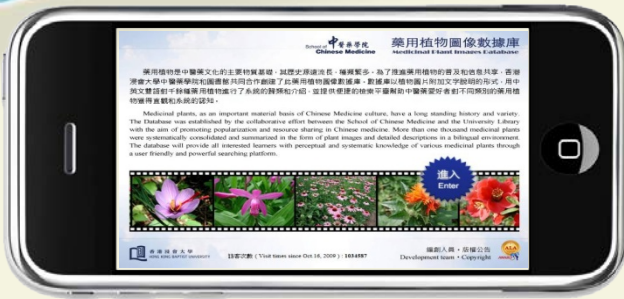 School of 中醫藥學院
Chinese Medicine
藥用植物圖像數據庫
Medicinal Plant Images Database
藥用植物是中醫藥文化的主要物質基礎，其歷史源遠流長，種類繁多。為了推進藥用植物的普及和信息共享，香港
浸會大學中醫藥學院和圖書館共同合作創建了此藥用植物圖像數據庫。數據庫以植物圖片附加文字說明的形式，用中
英文雙語對千餘種藥用植物進行了系統的歸類和介紹，並提供便捷的檢索平臺幫助中醫藥愛好者對不同類別的藥用植
物獲得直觀和系統的認知。
Medicinal plants, as an important material basis of Chinese Medicine culture, have a long standing history and variety.
The Database was established by the collaborative effort between the School of Chinese Medicine and the University Library
with the aim of promoting popularization and resource sharing in Chinese medicine. More than one thousand medicinal plants
were systematically consolidated and summarized in the form of plant images and detailed descriptions in a bilingual environment.
The database will provide all interested learners with perceptual and systematic knowledge of various medicinal plants through
a user friendly and powerful searching platform.
進入
Enter
香港浸會大學
HONG KONG BAPTIST UNIVERSITY
訪客次數 ( Visit times since Oct 16, 2009 ) : 1034587
編創人員・版權公告
Development team・Copyright
ALA